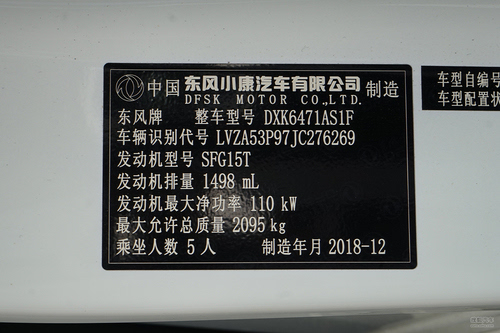 中国 东风小康汽车有限公司 制造
DFSK MOTOR CO.,LTD.
东风牌 整车型号 DXK6471AS1F
车辆识别代号 LVZA53P97JC276269
发动机型号 SFG15T
发动机排量 1498 mL
发动机最大净功率 110 kW
最大允许总质量 2095 kg
乘坐人数 5 人 制造年月 2018-12
车型自编号
车型配置状